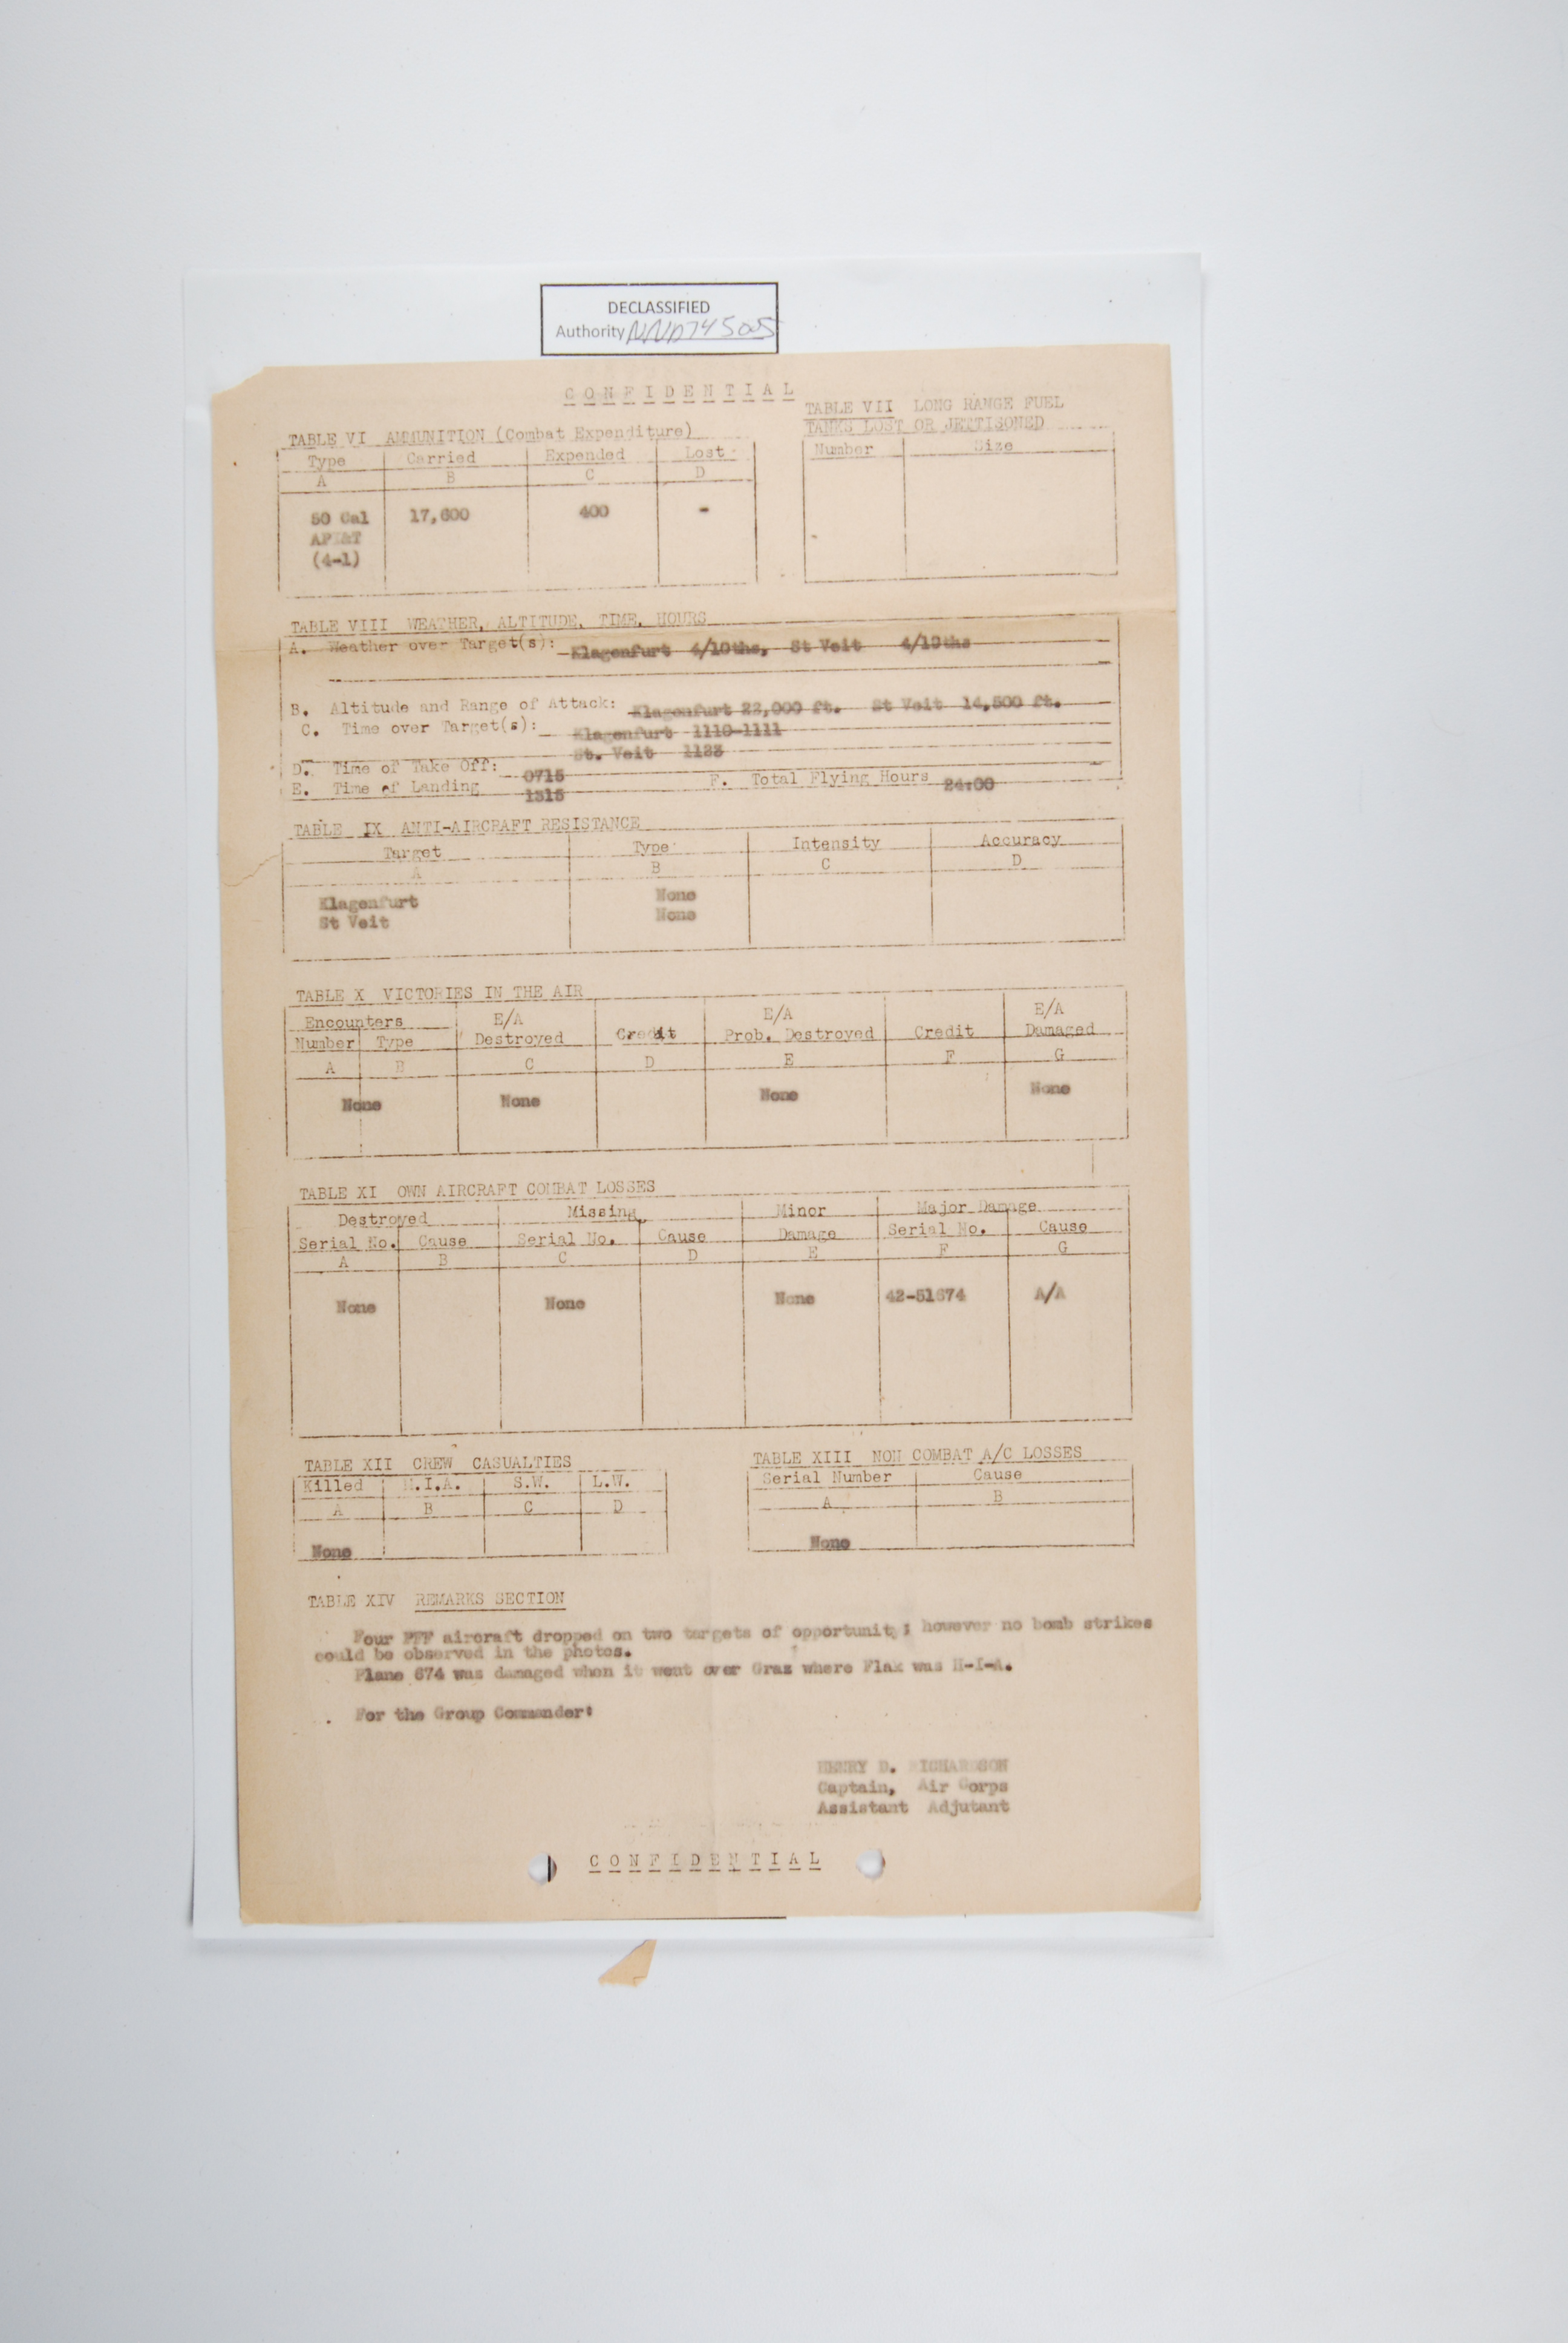 DECLASSIFIED
Authority NND745005
CONFIDENTIAL
TABLE VII LONG RANGE FUEL
TANKS LOST OR JETTISONED
Number Size
TABLE VI AMMUNITION (Combat Expenditure)
Type Carried Expended Lost
A B C D
50 Cal 17,600 400 -
(4-1)
TABLE VIII WEATHER, ALTITUDE, TIME, HOURS
A. Weather over Target(s): Klagenfurt 4/10ths, St Veit 4/10ths
B. Altitude and Range of Attack: Klagenfurt 22,000 ft. St Veit 14,500 ft.
C. Time over Target(s): Klagenfurt 1110-1111
St. Veit 1123
D. Time of Take Off: 0715
E. Time of Landing 1315 F. Total Flying Hours 24:00
TABLE IX ANTI-AIRCRAFT RESISTANCE
Target Type Intensity Accuracy
A B C D
Klagenfurt None
St Veit None
TABLE X VICTORIES IN THE AIR
Encounters E/A E/A E/A
Number Type Destroyed Credit Prob. Destroyed Credit Damaged
A B C D E F G
None None None None
TABLE XI OWN AIRCRAFT COMBAT LOSSES
Destroyed Missing Minor Major Damage
Serial No. Cause Serial No. Cause Damage Serial No. Cause
A B C D E F G
None None None 42-51674 A/A
TABLE XII CREW CASUALTIES
Killed M.I.A. S.W. L.W.
A B C D
None
TABLE XIII NON COMBAT A/C LOSSES
Serial Number Cause
A B
None
TABLE XIV REMARKS SECTION
Four PFF aircraft dropped on two targets of opportunity; however no bomb strikes
could be observed in the photos.
Plane 674 was damaged when it went over Graz where Flak was H-I-A.
For the Group Commander:
HENRY D. RICHARDSON
Captain, Air Corps
Assistant Adjutant
CONFIDENTIAL